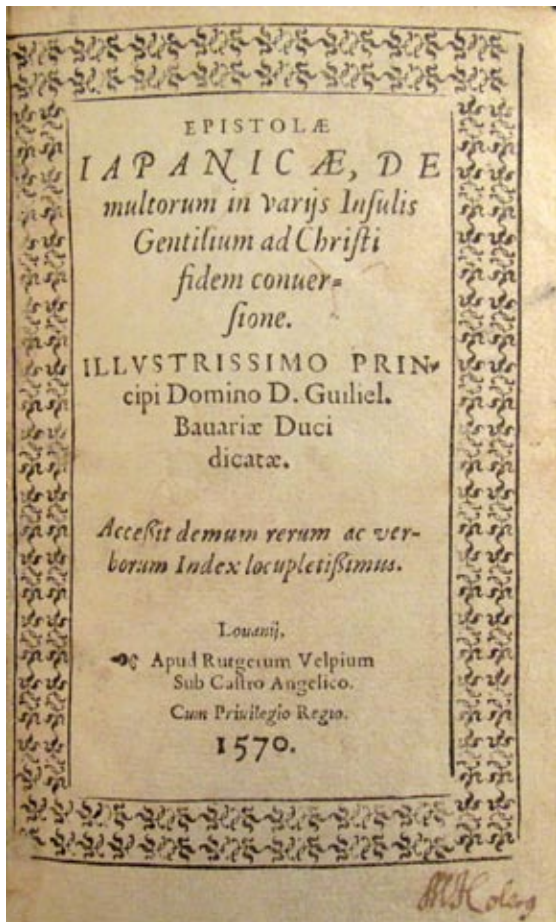 EPISTOLÆ
IAPANICÆ, DE
multorum in varijs Inſulis
Gentilium ad Chriſti
fidem conuer=
ſione.
ILLVSTRISSIMO PRIN-
cipi Domino D. Guiliel.
Bauariæ Duci
dicatæ.
Acceßit demum rerum ac ver-
borum Index locupletißimus.
Louanij,
Apud Rutgerum Velpium
Sub Caſtro Angelico.
Cum Priuilegio Regio.
1570.